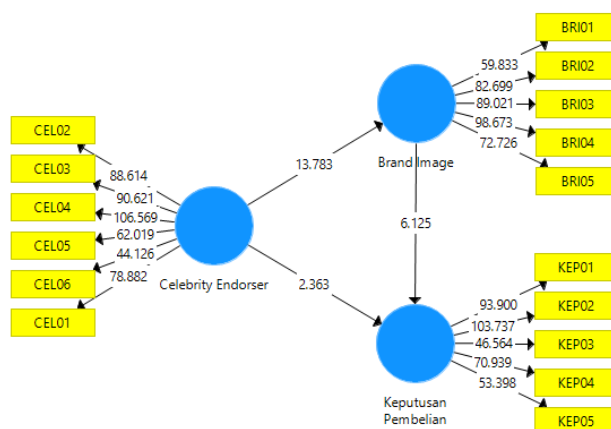 CEL02
CEL03
CEL04
CEL05
CEL06
CEL01
88.614
90.621
106.569
62.019
44.126
78.882
Celebrity Endorser
13.783
2.363
Brand Image
6.125
59.833
82.699
89.021
98.673
72.726
BRI01
BRI02
BRI03
BRI04
BRI05
Keputusan
Pembelian
93.900
103.737
46.564
70.939
53.398
KEP01
KEP02
KEP03
KEP04
KEP05